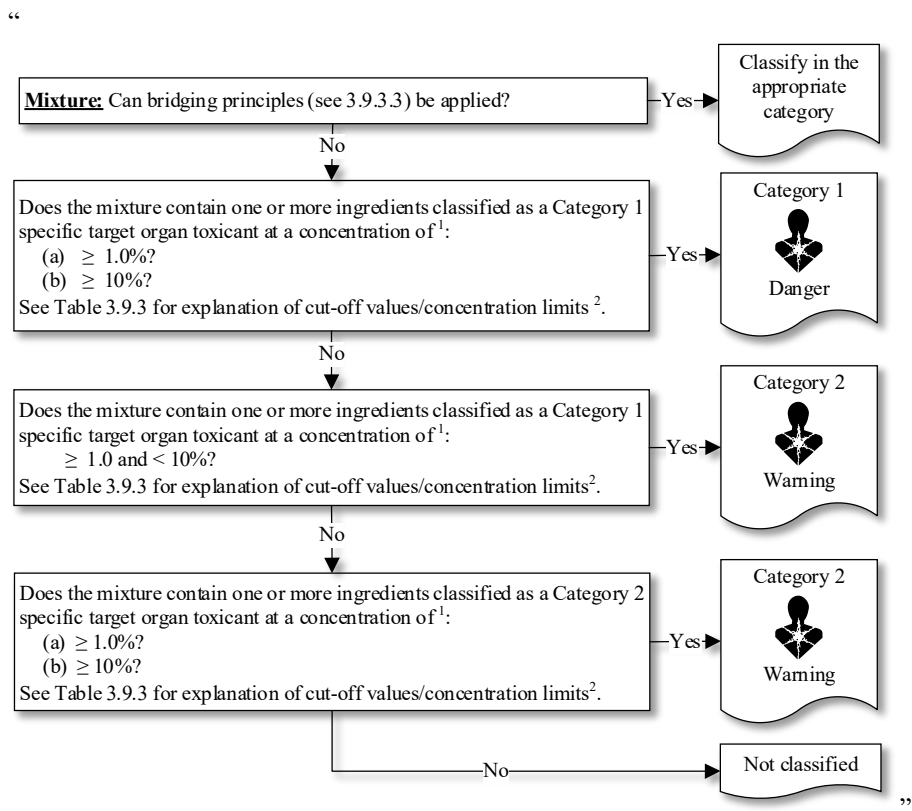 “
Mixture: Can bridging principles (see 3.9.3.3) be applied?
Yes
Classify in the
appropriate
category
No
Does the mixture contain one or more ingredients classified as a Category 1
specific target organ toxicant at a concentration of 1:
(a) ≥ 1.0%?
(b) ≥ 10%?
See Table 3.9.3 for explanation of cut-off values/concentration limits 2.
Yes
Category 1
Danger
No
Does the mixture contain one or more ingredients classified as a Category 1
specific target organ toxicant at a concentration of 1:
≥ 1.0 and < 10%?
See Table 3.9.3 for explanation of cut-off values/concentration limits2.
Yes
Category 2
Warning
No
Does the mixture contain one or more ingredients classified as a Category 2
specific target organ toxicant at a concentration of 1:
(a) ≥ 1.0%?
(b) ≥ 10%?
See Table 3.9.3 for explanation of cut-off values/concentration limits2.
Yes
Category 2
Warning
No
Not classified
”